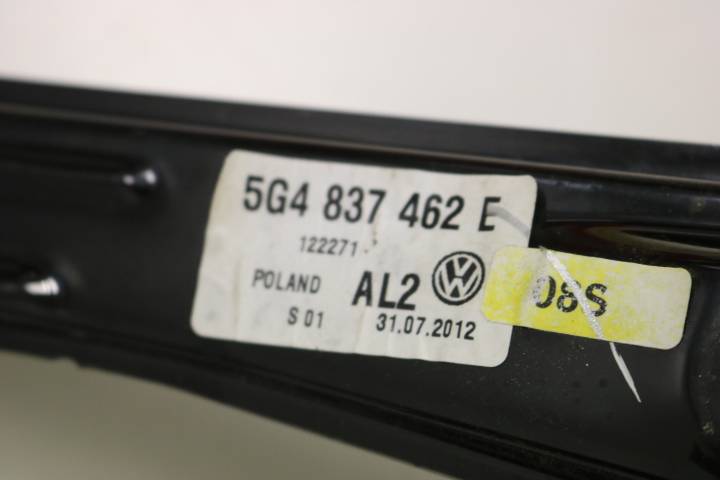 5G4 837 462 E
122271
POLAND AL2
S 01 31.07.2012
08S